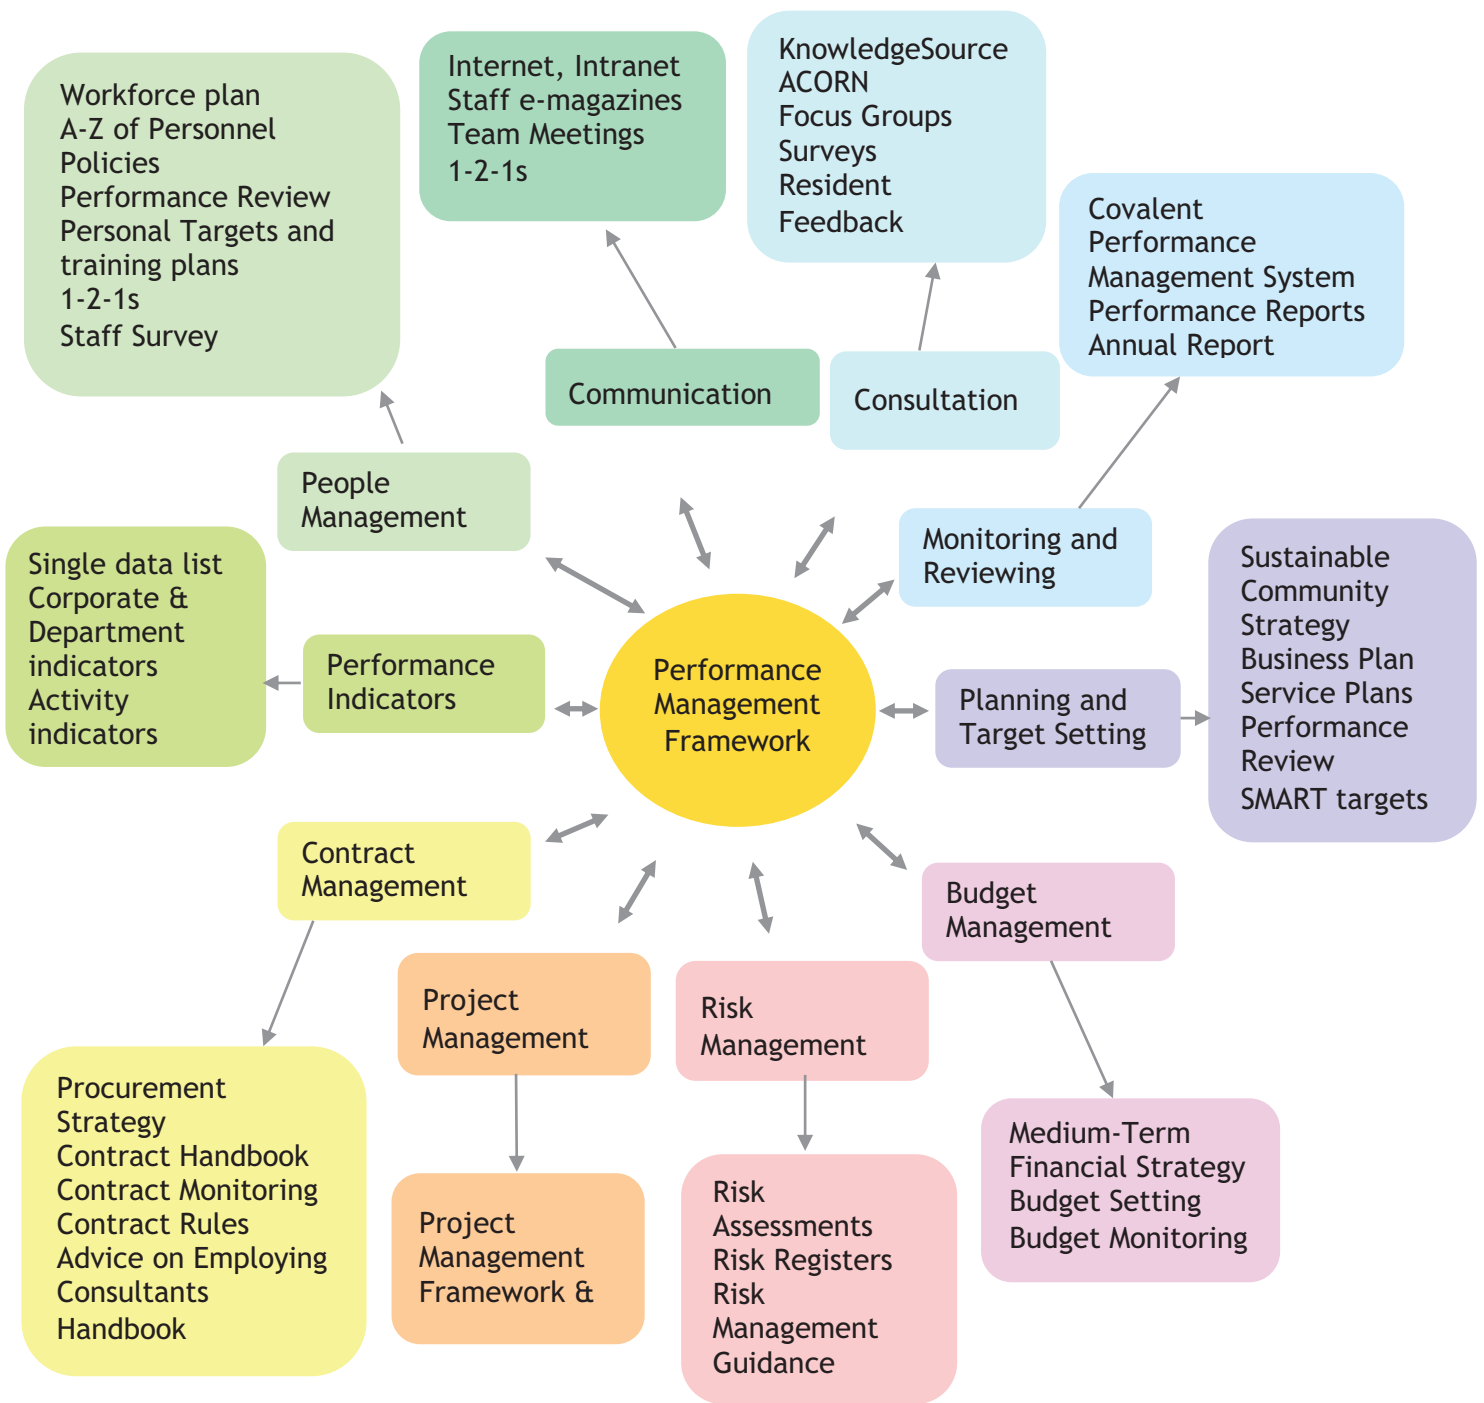 Workforce plan
A-Z of Personnel
Policies
Performance Review
Personal Targets and
training plans
1-2-1s
Staff Survey
Internet, Intranet
Staff e-magazines
Team Meetings
1-2-1s
KnowledgeSource
ACORN
Focus Groups
Surveys
Resident
Feedback
Covalent
Performance
Management System
Performance Reports
Annual Report
Communication
Consultation
People
Management
Monitoring and
Reviewing
Single data list
Corporate &
Department
indicators
Activity
indicators
Performance
Indicators
Performance
Management
Framework
Planning and
Target Setting
Sustainable
Community
Strategy
Business Plan
Service Plans
Performance
Review
SMART targets
Contract
Management
Project
Management
Risk
Management
Budget
Management
Procurement
Strategy
Contract Handbook
Contract Monitoring
Contract Rules
Advice on Employing
Consultants
Handbook
Project
Management
Framework &
Risk
Assessments
Risk Registers
Risk
Management
Guidance
Medium-Term
Financial Strategy
Budget Setting
Budget Monitoring